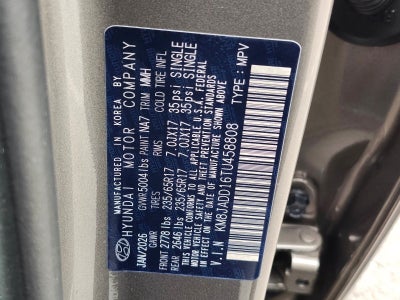 MANUFACTURED IN KOREA BY
HYUNDAI MOTOR COMPANY
JAN/2026 GVWR5004 lbs PAINT NA7 TRIM MMH
GAWR TIRES RIMS COLD TIRE INFL
FRONT 2778 lbs 235/65R17 7.0JX17 35psi SINGLE
REAR 2646 lbs 235/65R17 7.0JX17 35psi SINGLE
THIS VEHICLE CONFORMS TO ALL APPLICABLE U.S.A. FEDERAL
MOTOR VEHICLE SAFETY STANDARDS AND THEFT PREVENTION STANDARDS
IN EFFECT ON THE DATE OF MANUFACTURE SHOWN ABOVE
V.I.N KM8JADD16TU458808 TYPE : MPV